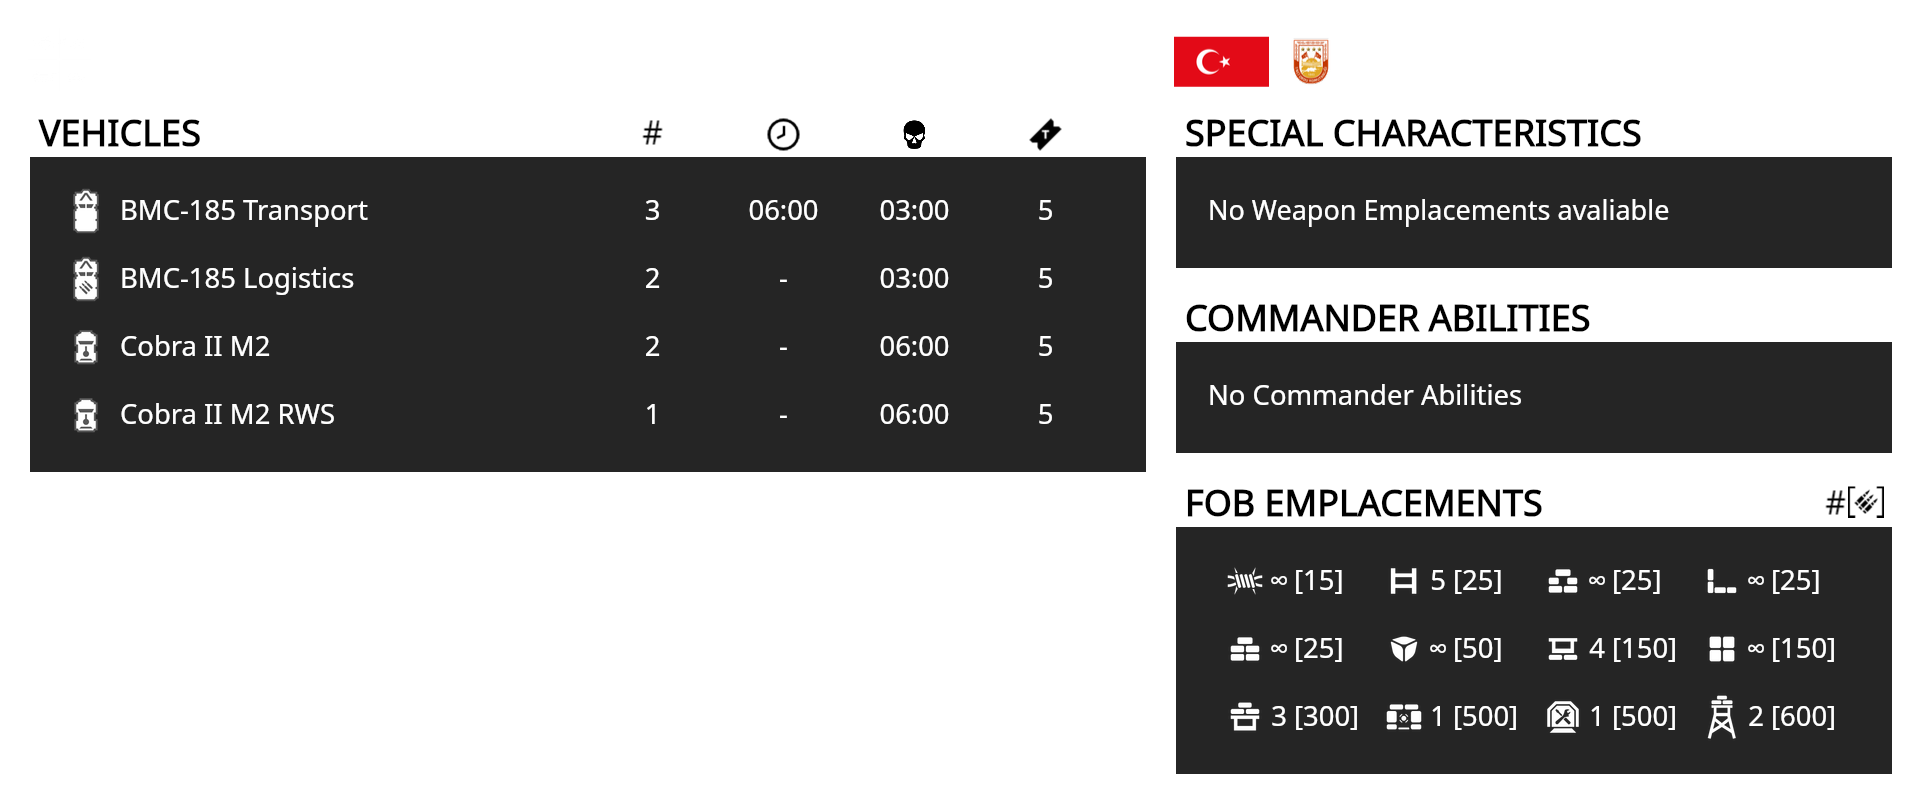 VEHICLES #
BMC-185 Transport 3 06:00 03:00 5
BMC-185 Logistics 2 - 03:00 5
Cobra II M2 2 - 06:00 5
Cobra II M2 RWS 1 - 06:00 5
SPECIAL CHARACTERISTICS
No Weapon Emplacements avaliable
COMMANDER ABILITIES
No Commander Abilities
FOB EMPLACEMENTS #[ ]
∞ [15] 5 [25] ∞ [25] ∞ [25]
∞ [25] ∞ [50] 4 [150] ∞ [150]
3 [300] 1 [500] 1 [500] 2 [600]